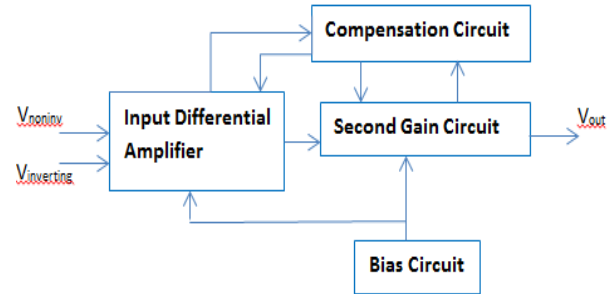 Compensation Circuit
Vnoninv
Input Differential
Amplifier
Second Gain Circuit
Vout
Vinverting
Bias Circuit